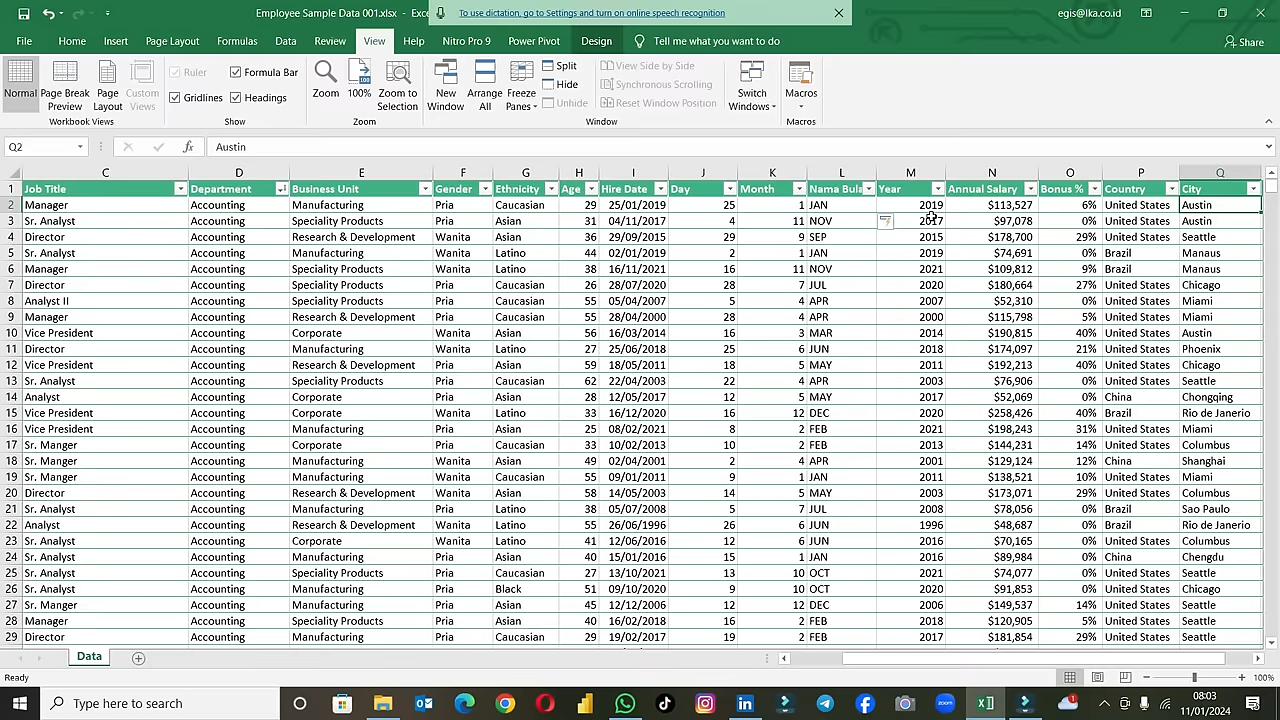 Employee Sample Data 001.xlsx - Exce
To use dictation, go to Settings and turn on online speech recognition
egis@lka.co.id
File Home Insert Page Layout Formulas Data Review View Help Nitro Pro 9 Power Pivot Design Tell me what you want to do Share
Normal Page Break Preview Page Layout Custom Views Ruler Formula Bar Gridlines Headings Zoom 100% Zoom to Selection New Window Arrange All Freeze Panes Split Hide Unhide View Side by Side Synchronous Scrolling Reset Window Position Switch Windows Macros
Workbook Views Show Zoom Window Macros
Q2 fx Austin
C D E F G H I J K L M N O P Q
1 Job Title Department Business Unit Gender Ethnicity Age Hire Date Day Month Nama Bula Year Annual Salary Bonus % Country City
2 Manager Accounting Manufacturing Pria Caucasian 29 25/01/2019 25 1 JAN 2019 $113,527 6% United States Austin
3 Sr. Analyst Accounting Speciality Products Pria Caucasian 31 04/11/2017 4 11 NOV 2017 $97,078 0% United States Austin
4 Director Accounting Research & Development Wanita Asian 36 29/09/2015 29 9 SEP 2015 $178,700 29% United States Seattle
5 Sr. Analyst Accounting Manufacturing Wanita Latino 44 02/01/2019 2 1 JAN 2019 $74,691 0% Brazil Manaus
6 Manager Accounting Speciality Products Pria Latino 38 16/11/2021 16 11 NOV 2021 $109,812 9% Brazil Manaus
7 Director Accounting Speciality Products Pria Caucasian 26 28/07/2020 28 7 JUL 2020 $180,664 27% United States Chicago
8 Analyst II Accounting Speciality Products Pria Caucasian 55 05/04/2007 5 4 APR 2007 $52,310 0% United States Miami
9 Manager Accounting Research & Development Pria Caucasian 55 28/04/2000 28 4 APR 2000 $115,798 5% United States Miami
10 Vice President Accounting Corporate Wanita Asian 56 16/03/2014 16 3 MAR 2014 $190,815 40% United States Austin
11 Director Accounting Manufacturing Wanita Latino 27 25/06/2018 25 6 JUN 2018 $174,097 21% United States Phoenix
12 Vice President Accounting Research & Development Pria Asian 59 18/05/2011 18 5 MAY 2011 $192,213 40% United States Chicago
13 Sr. Analyst Accounting Speciality Products Pria Caucasian 62 22/04/2003 22 4 APR 2003 $76,906 0% United States Seattle
14 Analyst Accounting Corporate Pria Asian 28 12/05/2017 12 5 MAY 2017 $52,069 0% China Chongqing
15 Vice President Accounting Corporate Wanita Latino 33 16/12/2020 16 12 DEC 2020 $258,426 40% Brazil Rio de Janerio
16 Vice President Accounting Manufacturing Pria Asian 25 08/02/2021 8 2 FEB 2021 $198,243 31% United States Miami
17 Sr. Manger Accounting Corporate Pria Caucasian 33 10/02/2013 10 2 FEB 2013 $144,231 14% United States Columbus
18 Sr. Manger Accounting Manufacturing Wanita Asian 49 02/04/2001 2 4 APR 2001 $129,124 12% China Shanghai
19 Sr. Manger Accounting Manufacturing Pria Asian 55 09/01/2011 9 1 JAN 2011 $138,521 10% United States Miami
20 Director Accounting Research & Development Wanita Asian 58 14/05/2003 14 5 MAY 2003 $173,071 29% United States Columbus
21 Sr. Analyst Accounting Manufacturing Pria Latino 38 05/07/2008 5 7 JUL 2008 $78,056 0% Brazil Sao Paulo
22 Analyst Accounting Research & Development Wanita Latino 55 26/06/1996 26 6 JUN 1996 $48,687 0% Brazil Rio de Janerio
23 Sr. Analyst Accounting Corporate Wanita Latino 41 12/06/2016 12 6 JUN 2016 $70,165 0% United States Columbus
24 Sr. Analyst Accounting Manufacturing Pria Asian 40 15/01/2016 15 1 JAN 2016 $89,984 0% China Chengdu
25 Sr. Analyst Accounting Speciality Products Pria Caucasian 27 13/10/2021 13 10 OCT 2021 $74,077 0% United States Seattle
26 Sr. Analyst Accounting Manufacturing Pria Black 51 09/10/2020 9 10 OCT 2020 $91,853 0% United States Chicago
27 Sr. Manger Accounting Manufacturing Pria Asian 45 12/12/2006 12 12 DEC 2006 $149,537 14% United States Seattle
28 Manager Accounting Speciality Products Pria Asian 40 16/02/2018 16 2 FEB 2018 $120,905 5% United States Seattle
29 Director Accounting Manufacturing Pria Caucasian 29 19/02/2017 19 2 FEB 2017 $181,854 29% United States Seattle
Data
Ready 100%
Type here to search
08:03
11/01/2024